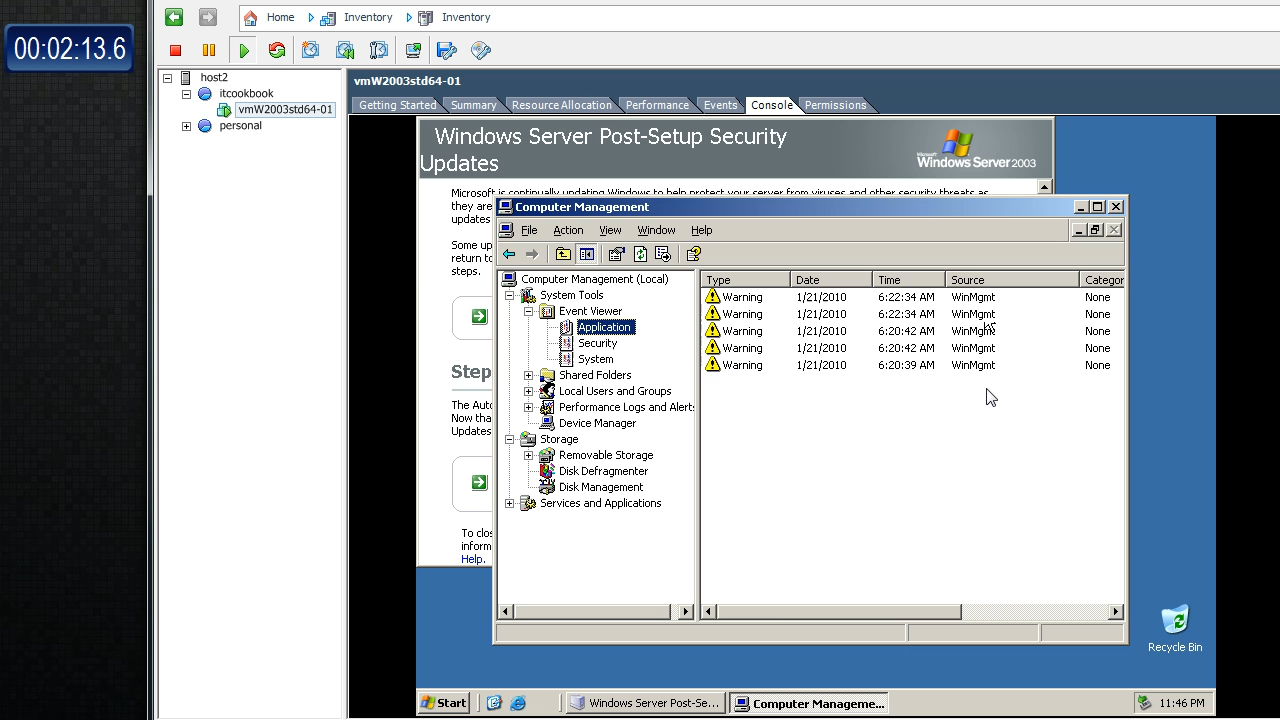 00:02:13.6
Home Inventory Inventory
host2
itcookbook
vmW2003std64-01
personal
vmW2003std64-01
Getting Started Summary Resource Allocation Performance Events Console Permissions
Windows Server Post-Setup Security
Updates
Microsoft
Windows Server 2003
Microsoft is continually updating Windows to help protect your server from viruses and other security threats as
they are
updates
Some up
return to
steps.
Step
The Auto
Now tha
Updates
To clos
inform
Help.
Computer Management
File Action View Window Help
Computer Management (Local)
System Tools
Event Viewer
Application
Security
System
Shared Folders
Local Users and Groups
Performance Logs and Alerts
Device Manager
Storage
Removable Storage
Disk Defragmenter
Disk Management
Services and Applications
Type Date Time Source Categor
Warning 1/21/2010 6:22:34 AM WinMgmt None
Warning 1/21/2010 6:22:34 AM WinMgmt None
Warning 1/21/2010 6:20:42 AM WinMgmt None
Warning 1/21/2010 6:20:42 AM WinMgmt None
Warning 1/21/2010 6:20:39 AM WinMgmt None
Recycle Bin
Start Windows Server Post-Se... Computer Manageme... 11:46 PM